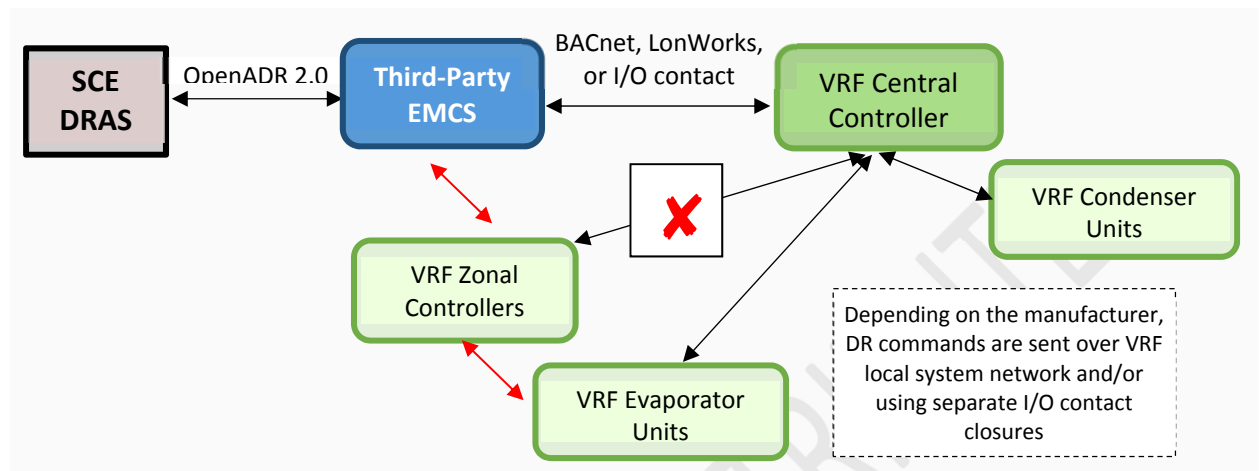 SCE
DRAS
OpenADR 2.0
Third-Party
EMCS
BACnet, LonWorks,
or I/O contact
VRF Central
Controller
VRF Condenser
Units
VRF Zonal
Controllers
VRF Evaporator
Units
Depending on the manufacturer,
DR commands are sent over VRF
local system network and/or
using separate I/O contact
closures